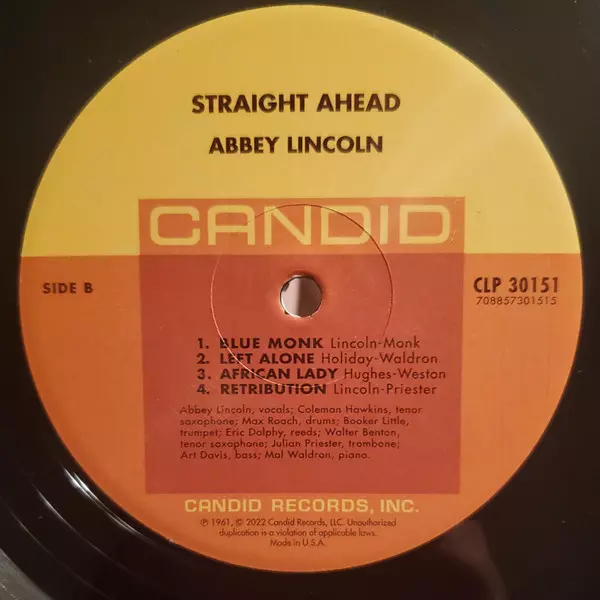 STRAIGHT AHEAD
ABBEY LINCOLN
CANDID
SIDE B
CLP 30151
708857301515
1. BLUE MONK Lincoln-Monk
2. LEFT ALONE Holiday-Waldron
3. AFRICAN LADY Hughes-Weston
4. RETRIBUTION Lincoln-Priester
Abbey Lincoln, vocals; Coleman Hawkins, tenor
saxophone; Max Roach, drums; Booker Little,
trumpet; Eric Dolphy, reeds; Walter Benton,
tenor saxophone; Julian Priester, trombone;
Art Davis, bass; Mal Waldron, piano.
CANDID RECORDS, INC.
℗ 1961, © 2022 Candid Records, LLC. Unauthorized
duplication is a violation of applicable laws.
Made in U.S.A.